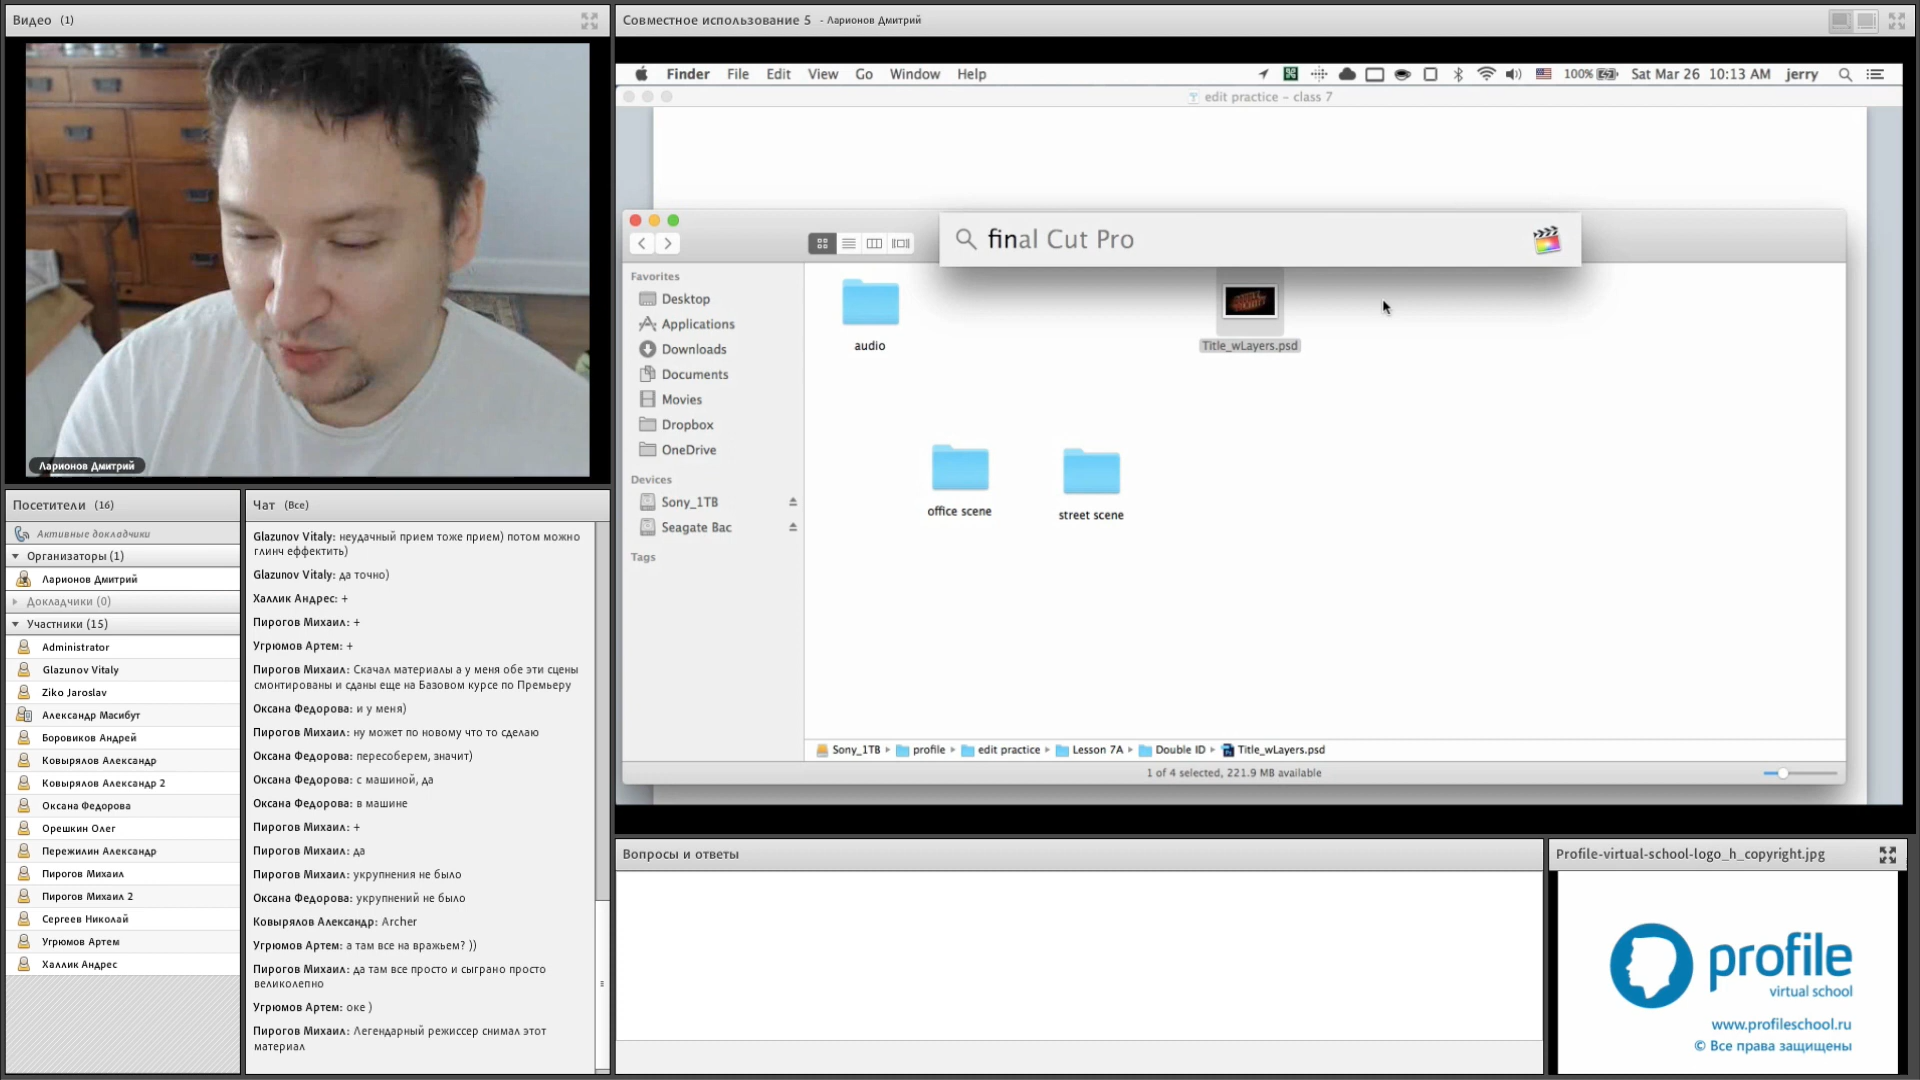 Видео (1)
Ларионов Дмитрий
Посетители (16)
Активные докладчики
Организаторы (1)
Ларионов Дмитрий
Докладчики (0)
Участники (15)
Administrator
Glazunov Vitaly
Ziko Jaroslav
Александр Масибут
Боровиков Андрей
Ковырялов Александр
Ковырялов Александр 2
Оксана Федорова
Орешкин Олег
Пережилин Александр
Пирогов Михаил
Пирогов Михаил 2
Сергеев Николай
Угрюмов Артем
Халлик Андрес
Чат (Все)
Glazunov Vitaly: неудачный прием тоже прием) потом можно
глинч еффектить)
Glazunov Vitaly: да точно)
Халлик Андрес: +
Пирогов Михаил: +
Угрюмов Артем: +
Пирогов Михаил: Скачал материалы а у меня обе эти сцены
смонтированы и сданы еще на Базовом курсе по Премьеру
Оксана Федорова: и у меня)
Пирогов Михаил: ну может по новому что то сделаю
Оксана Федорова: пересоберем, значит)
Оксана Федорова: с машиной, да
Оксана Федорова: в машине
Пирогов Михаил: +
Пирогов Михаил: да
Пирогов Михаил: укрупнения не было
Оксана Федорова: укрупнений не было
Ковырялов Александр: Archer
Угрюмов Артем: а там все на вражьем? ))
Пирогов Михаил: да там все просто и сыграно просто
великолепно
Угрюмов Артем: оке )
Пирогов Михаил: Легендарный режиссер снимал этот
материал
Совместное использование 5 - Ларионов Дмитрий
Finder File Edit View Go Window Help
100% Sat Mar 26 10:13 AM jerry
edit practice – class 7
final Cut Pro
Favorites
Desktop
Applications
Downloads
Documents
Movies
Dropbox
OneDrive
Devices
Sony_1TB
Seagate Bac
Tags
audio
Title_wLayers.psd
office scene
street scene
Sony_1TB profile edit practice Lesson 7A Double ID Title_wLayers.psd
1 of 4 selected, 221.9 MB available
Вопросы и ответы
Profile-virtual-school-logo_h_copyright.jpg
profile
virtual school
www.profileschool.ru
© Все права защищены